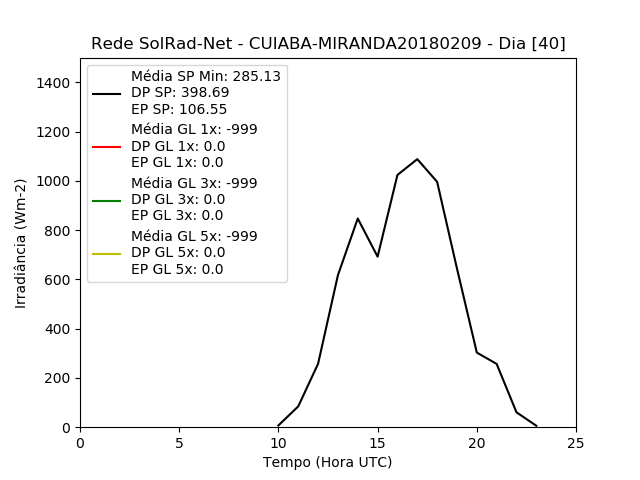 Rede SolRad-Net - CUIABA-MIRANDA20180209 - Dia [40]
Média SP Min: 285.13
DP SP: 398.69
EP SP: 106.55
Média GL 1x: -999
DP GL 1x: 0.0
EP GL 1x: 0.0
Média GL 3x: -999
DP GL 3x: 0.0
EP GL 3x: 0.0
Média GL 5x: -999
DP GL 5x: 0.0
EP GL 5x: 0.0
Irradiância (Wm-2)
1400
1200
1000
800
600
400
200
0
0 5 10 15 20 25
Tempo (Hora UTC)